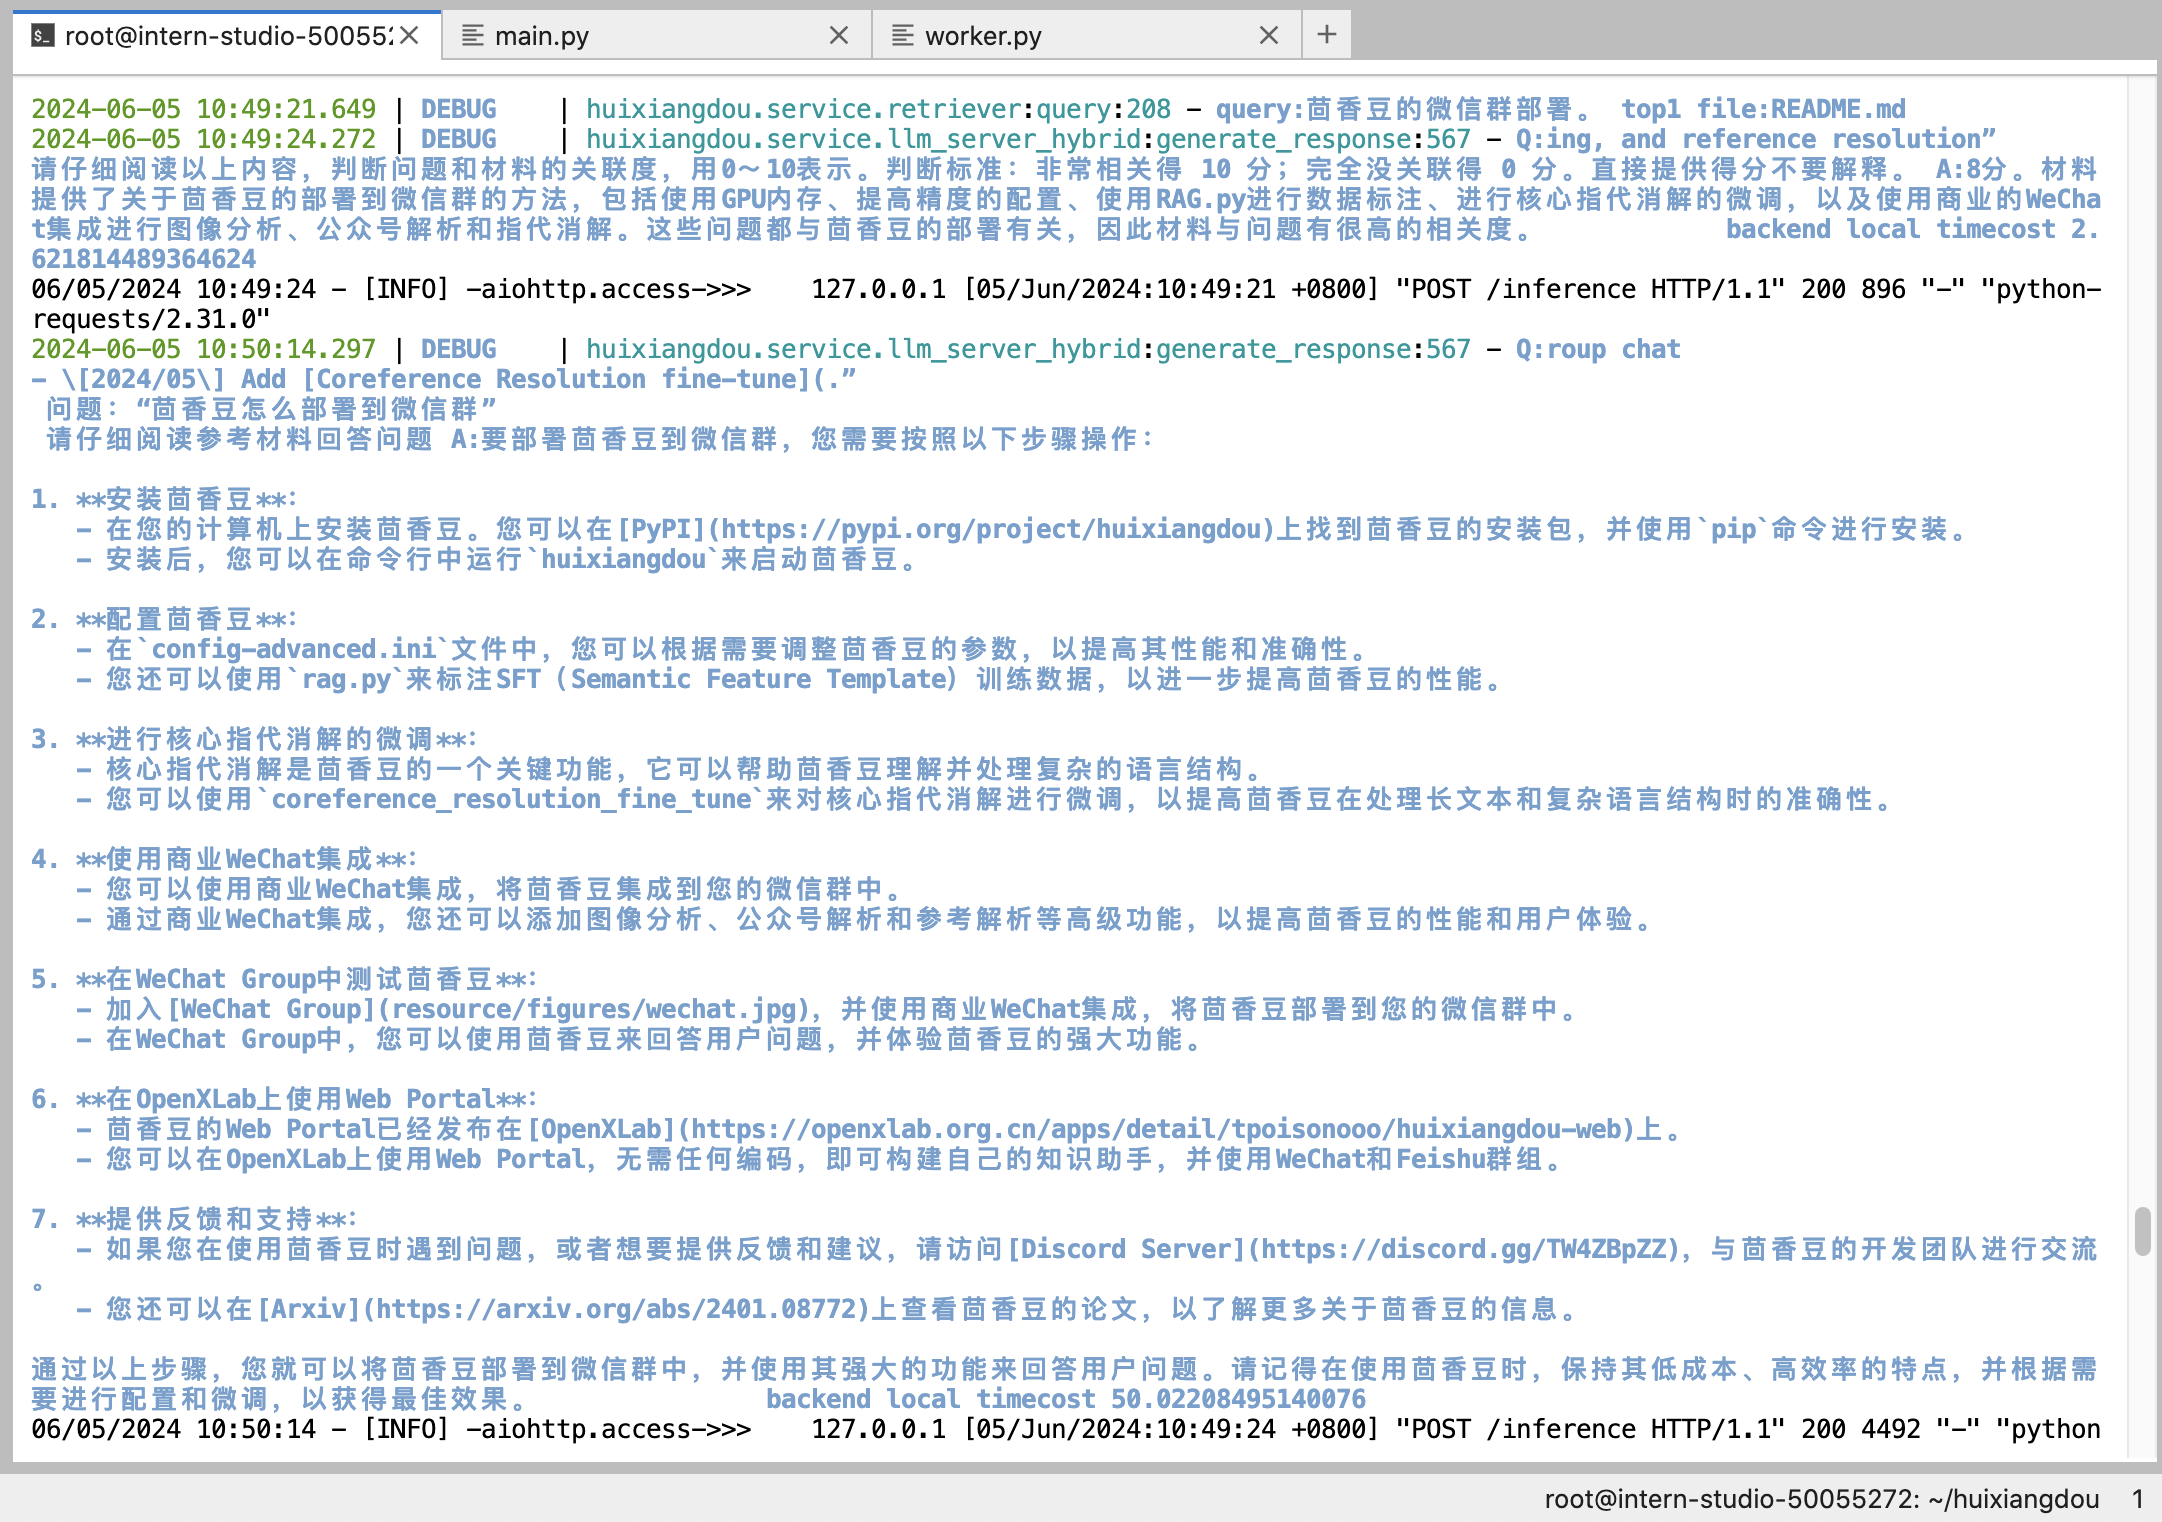 root@intern-studio-50055:
main.py
worker.py
2024-06-05 10:49:21.649 | DEBUG    | huixiangdou.service.retriever:query:208 - query:茴香豆的微信群部署。 top1 file:README.md
2024-06-05 10:49:24.272 | DEBUG    | huixiangdou.service.llm_server_hybrid:generate_response:567 - Q:ing, and reference resolution”
请仔细阅读以上内容，判断问题和材料的关联度，用0～10表示。判断标准：非常相关得 10 分；完全没关联得 0 分。直接提供得分不要解释。 A:8分。材料
提供了关于茴香豆的部署到微信群的方法，包括使用GPU内存、提高精度的配置、使用RAG.py进行数据标注、进行核心指代消解的微调，以及使用商业的WeCha
t集成进行图像分析、公众号解析和指代消解。这些问题都与茴香豆的部署有关，因此材料与问题有很高的相关度。 backend local timecost 2.
621814489364624
06/05/2024 10:49:24 - [INFO] -aiohttp.access->>>    127.0.0.1 [05/Jun/2024:10:49:21 +0800] "POST /inference HTTP/1.1" 200 896 "-" "python-
requests/2.31.0"
2024-06-05 10:50:14.297 | DEBUG    | huixiangdou.service.llm_server_hybrid:generate_response:567 - Q:roup chat
- \[2024/05\] Add [Coreference Resolution fine-tune](.”
问题：“茴香豆怎么部署到微信群”
请仔细阅读参考材料回答问题 A:要部署茴香豆到微信群，您需要按照以下步骤操作：
1. **安装茴香豆**：
- 在您的计算机上安装茴香豆。您可以在[PyPI](https://pypi.org/project/huixiangdou)上找到茴香豆的安装包，并使用`pip`命令进行安装。
- 安装后，您可以在命令行中运行`huixiangdou`来启动茴香豆。
2. **配置茴香豆**：
- 在`config-advanced.ini`文件中，您可以根据需要调整茴香豆的参数，以提高其性能和准确性。
- 您还可以使用`rag.py`来标注SFT（Semantic Feature Template）训练数据，以进一步提高茴香豆的性能。
3. **进行核心指代消解的微调**：
- 核心指代消解是茴香豆的一个关键功能，它可以帮助茴香豆理解并处理复杂的语言结构。
- 您可以使用`coreference_resolution_fine_tune`来对核心指代消解进行微调，以提高茴香豆在处理长文本和复杂语言结构时的准确性。
4. **使用商业WeChat集成**：
- 您可以使用商业WeChat集成，将茴香豆集成到您的微信群中。
- 通过商业WeChat集成，您还可以添加图像分析、公众号解析和参考解析等高级功能，以提高茴香豆的性能和用户体验。
5. **在WeChat Group中测试茴香豆**：
- 加入[WeChat Group](resource/figures/wechat.jpg)，并使用商业WeChat集成，将茴香豆部署到您的微信群中。
- 在WeChat Group中，您可以使用茴香豆来回答用户问题，并体验茴香豆的强大功能。
6. **在OpenXLab上使用Web Portal**：
- 茴香豆的Web Portal已经发布在[OpenXLab](https://openxlab.org.cn/apps/detail/tpoisonooo/huixiangdou-web)上。
- 您可以在OpenXLab上使用Web Portal，无需任何编码，即可构建自己的知识助手，并使用WeChat和Feishu群组。
7. **提供反馈和支持**：
- 如果您在使用茴香豆时遇到问题，或者想要提供反馈和建议，请访问[Discord Server](https://discord.gg/TW4ZBpZZ)，与茴香豆的开发团队进行交流
。
- 您还可以在[Arxiv](https://arxiv.org/abs/2401.08772)上查看茴香豆的论文，以了解更多关于茴香豆的信息。
通过以上步骤，您就可以将茴香豆部署到微信群中，并使用其强大的功能来回答用户问题。请记得在使用茴香豆时，保持其低成本、高效率的特点，并根据需
要进行配置和微调，以获得最佳效果。 backend local timecost 50.02208495140076
06/05/2024 10:50:14 - [INFO] -aiohttp.access->>>    127.0.0.1 [05/Jun/2024:10:49:24 +0800] "POST /inference HTTP/1.1" 200 4492 "-" "python
root@intern-studio-50055272: ~/huixiangdou 1